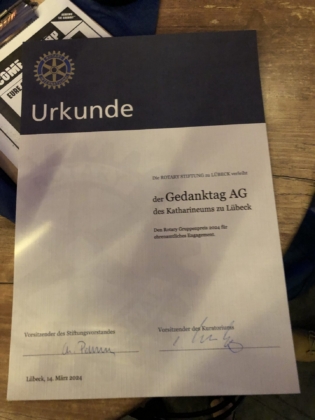 Urkunde
Die ROTARY STIFTUNG zu LÜBECK verleiht
der Gedanktag AG
des Katharineums zu Lübeck
Den Rotary Gruppenpreis 2024 für
ehrenamtliches Engagement.
Vorsitzender des Stiftungsvorstandes
Vorsitzender des Kuratoriums
Lübeck, 14. März 2024